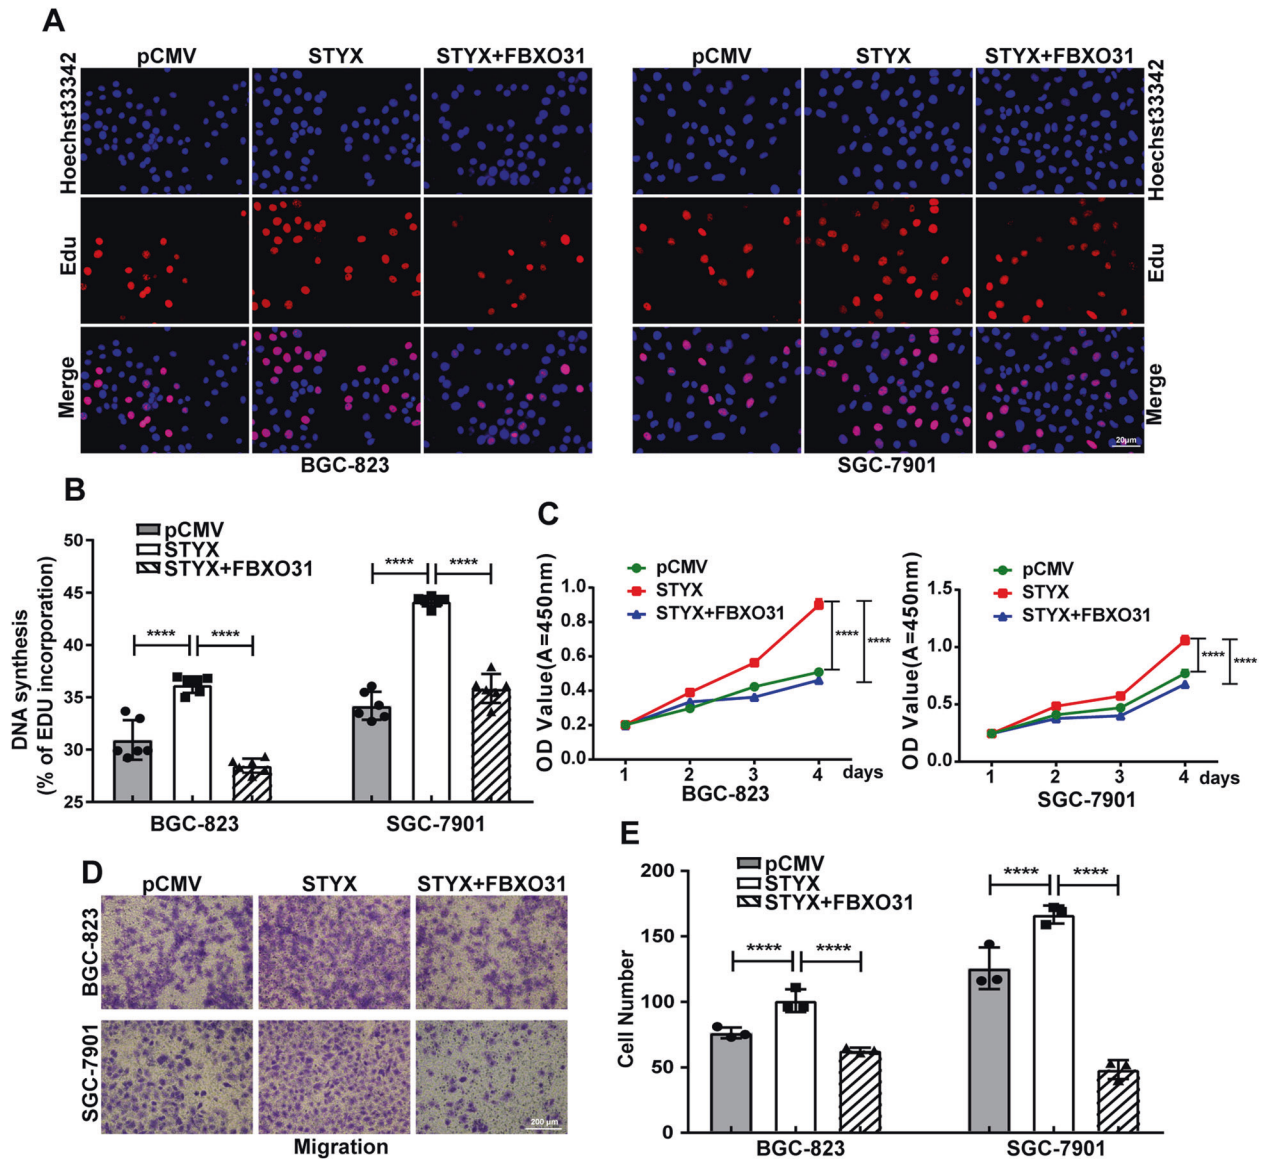 A
pCMV STYX STYX+FBXO31 pCMV STYX STYX+FBXO31
Hoechst33342 Hoechst33342
Edu Edu
Merge Merge
20μm
BGC-823 SGC-7901
B
DNA synthesis
(% of EDU incorporation)
pCMV
STYX
STYX+FBXO31
50
45
40
35
30
25
**** **** **** ****
BGC-823 SGC-7901
C
OD Value(A=450nm)
pCMV
STYX
STYX+FBXO31
1.0
0.8
0.6
0.4
0.2
0.0
**** ****
1 2 3 4 days
BGC-823
OD Value(A=450nm)
pCMV
STYX
STYX+FBXO31
1.5
1.0
0.5
0.0
**** ****
1 2 3 4 days
SGC-7901
D
pCMV STYX STYX+FBXO31
BGC-823
SGC-7901
200 μm
Migration
E
Cell Number
pCMV
STYX
STYX+FBXO31
200
150
100
50
0
**** **** **** ****
BGC-823 SGC-7901